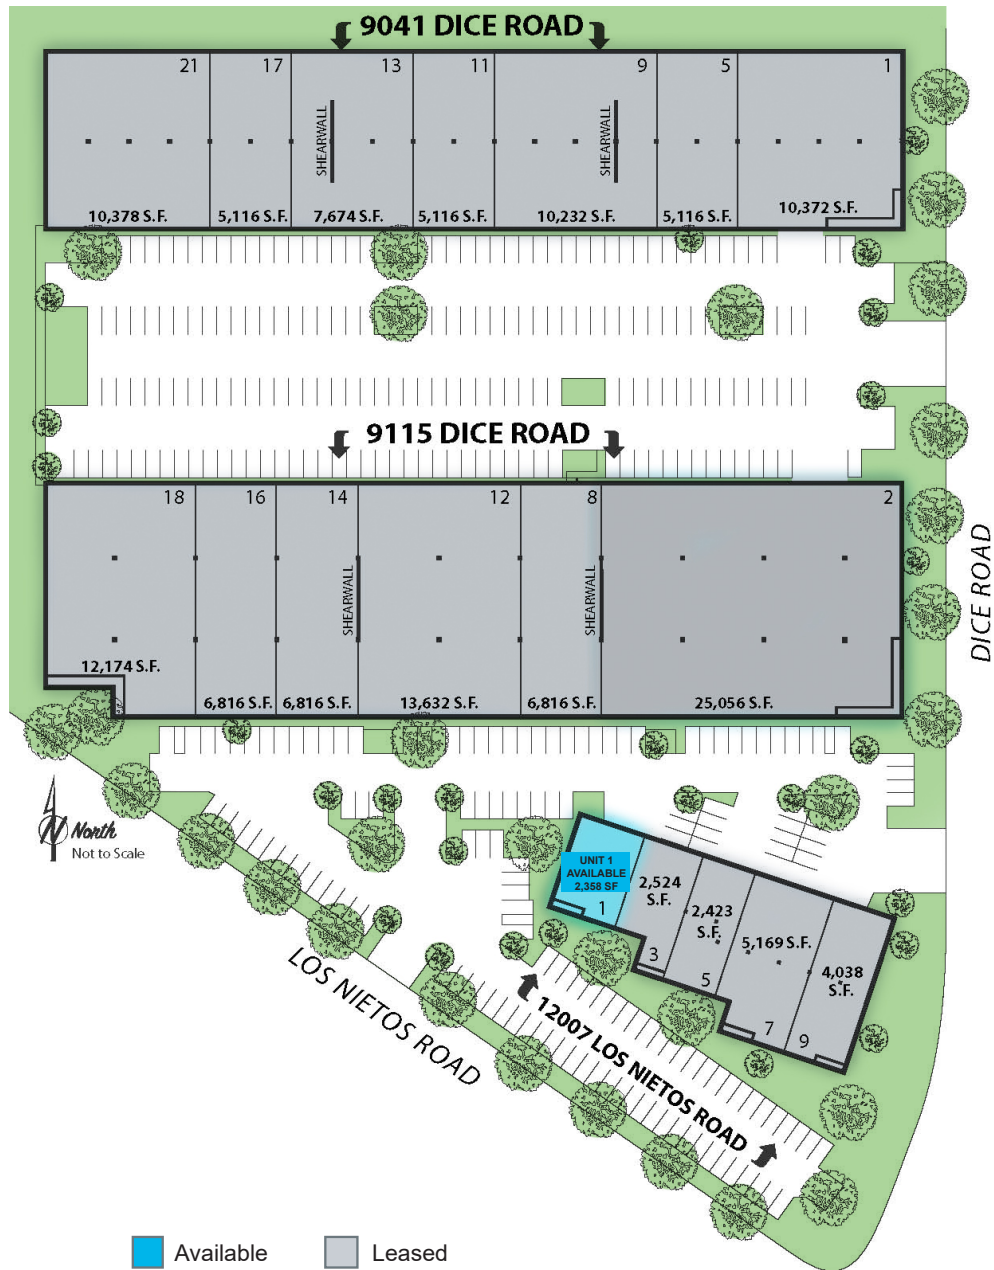 9041 DICE ROAD
21
17
13
11
9
5
1
SHEARWALL
SHEARWALL
10,378 S.F.
5,116 S.F.
7,674 S.F.
5,116 S.F.
10,232 S.F.
5,116 S.F.
10,372 S.F.
9115 DICE ROAD
18
16
14
12
8
2
SHEARWALL
SHEARWALL
DICE ROAD
12,174 S.F.
6,816 S.F.
6,816 S.F.
13,632 S.F.
6,816 S.F.
25,056 S.F.
N
North
Not to Scale
UNIT 1
AVAILABLE
2,358 SF
1
2,524
S.F.
3
2,423
S.F.
5
5,169 S.F.
7
4,038
S.F.
9
LOS NIETOS ROAD
12007 LOS NIETOS ROAD
Available
Leased